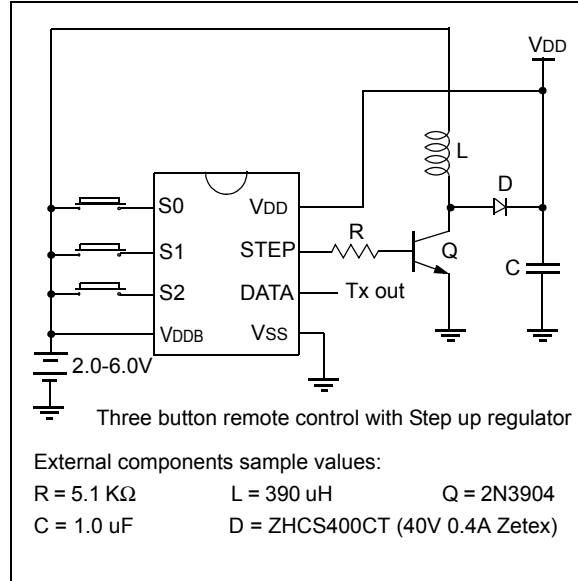 VDD
L
D
S0
VDD
R
S1
STEP
Q
C
S2
DATA
Tx out
VDDB
VSS
2.0-6.0V
Three button remote control with Step up regulator
External components sample values:
R = 5.1 KΩ L = 390 uH Q = 2N3904
C = 1.0 uF D = ZHCS400CT (40V 0.4A Zetex)